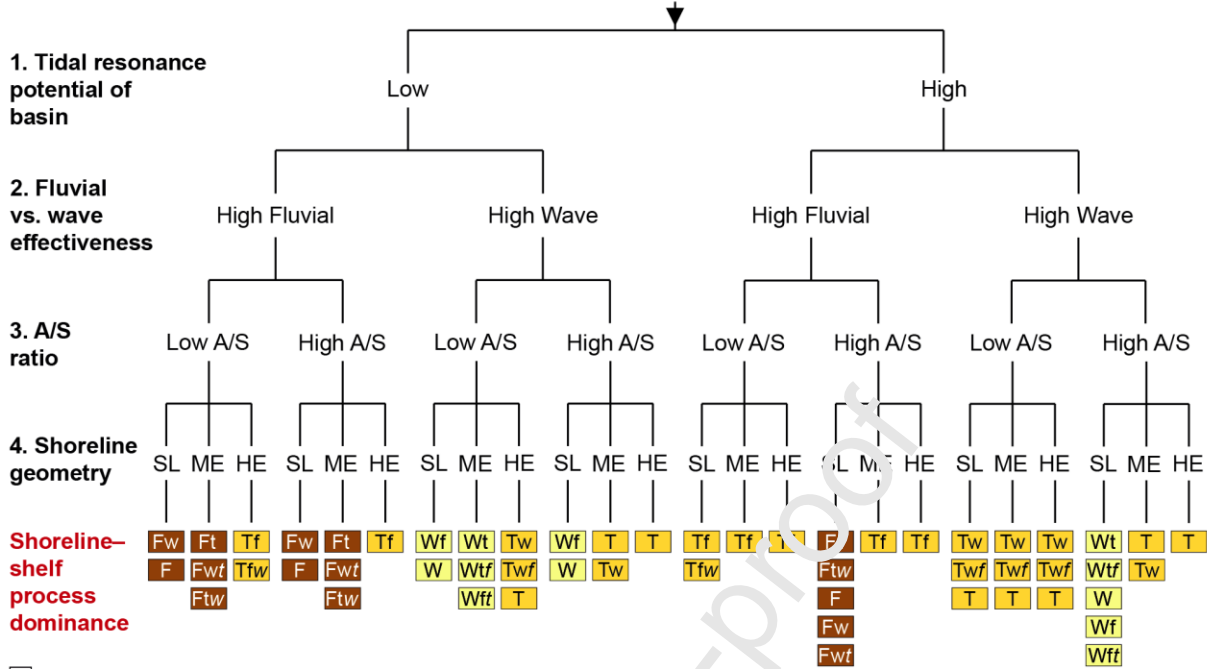 1. Tidal resonance
potential of
basin
Low High
2. Fluvial
vs. wave
effectiveness
High Fluvial High Wave High Fluvial High Wave
3. A/S
ratio
Low A/S High A/S Low A/S High A/S Low A/S High A/S Low A/S High A/S
4. Shoreline
geometry
SL ME HE SL ME HE SL ME HE SL ME HE SL ME HE SL ME HE SL ME HE SL ME HE
Shoreline–
shelf
process
dominance
Fw Ft Tf Fw Ft Tf Wf Wt Tw Wf T T Tf Tf T Tf Tf Tw Tw Tw Wt T T
F Fwt Tfw F Fwt W Wtf Twf W Tw Tfw Ftw Twf Twf Twf Wtf Tw
Ftw Ftw Wft T F T T T W
Fw Wf
Fwt Wft
proof